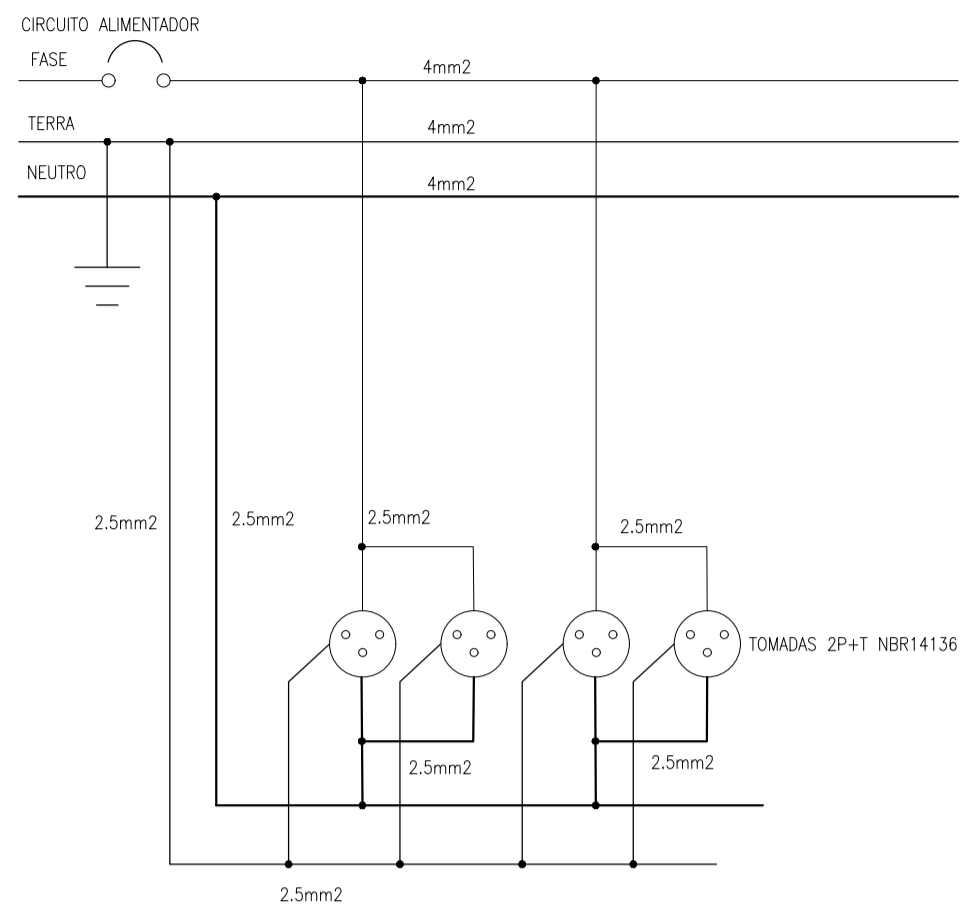 CIRCUITO ALIMENTADOR
FASE
4mm2
TERRA
4mm2
NEUTRO
4mm2
2.5mm2
2.5mm2
2.5mm2
2.5mm2
TOMADAS 2P+T NBR14136
2.5mm2
2.5mm2
2.5mm2